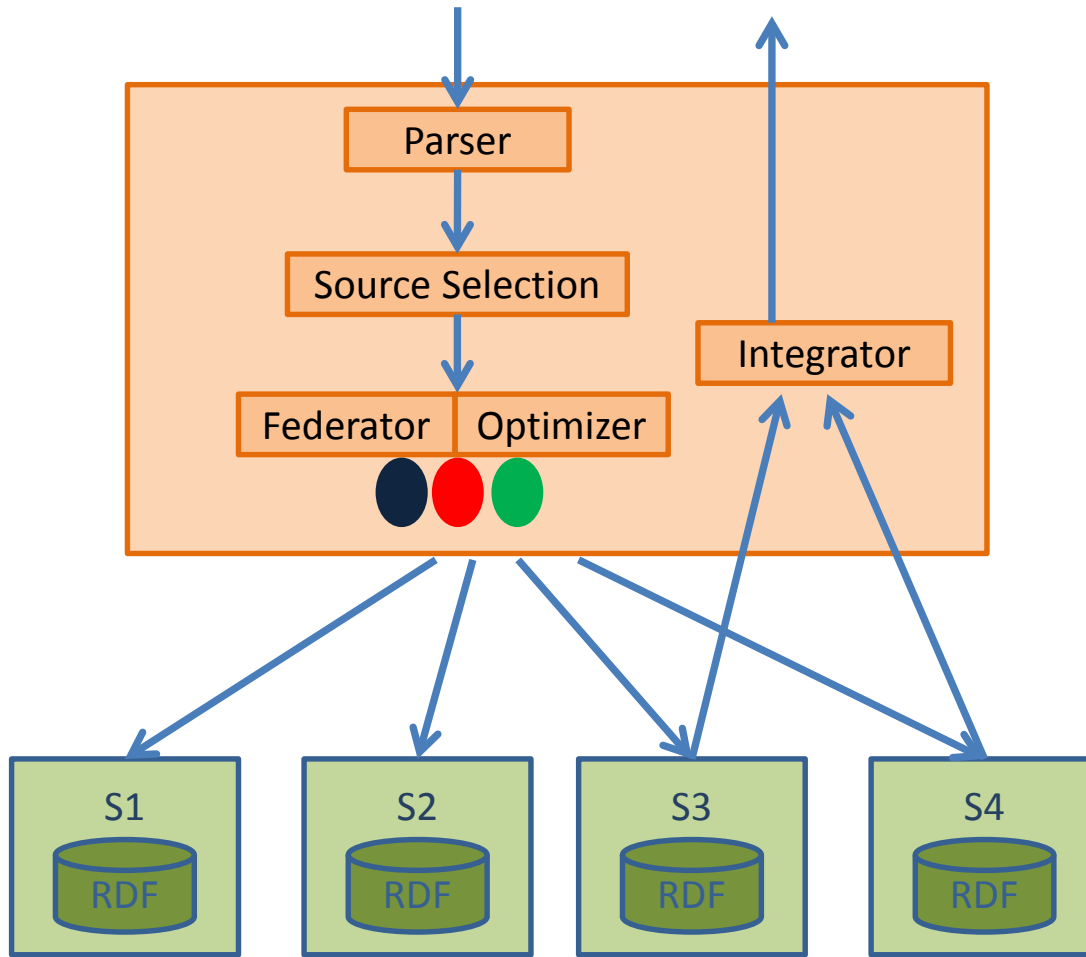 Parser
Source Selection
Integrator
Federator
Optimizer
S1
S2
S3
S4
RDF
RDF
RDF
RDF